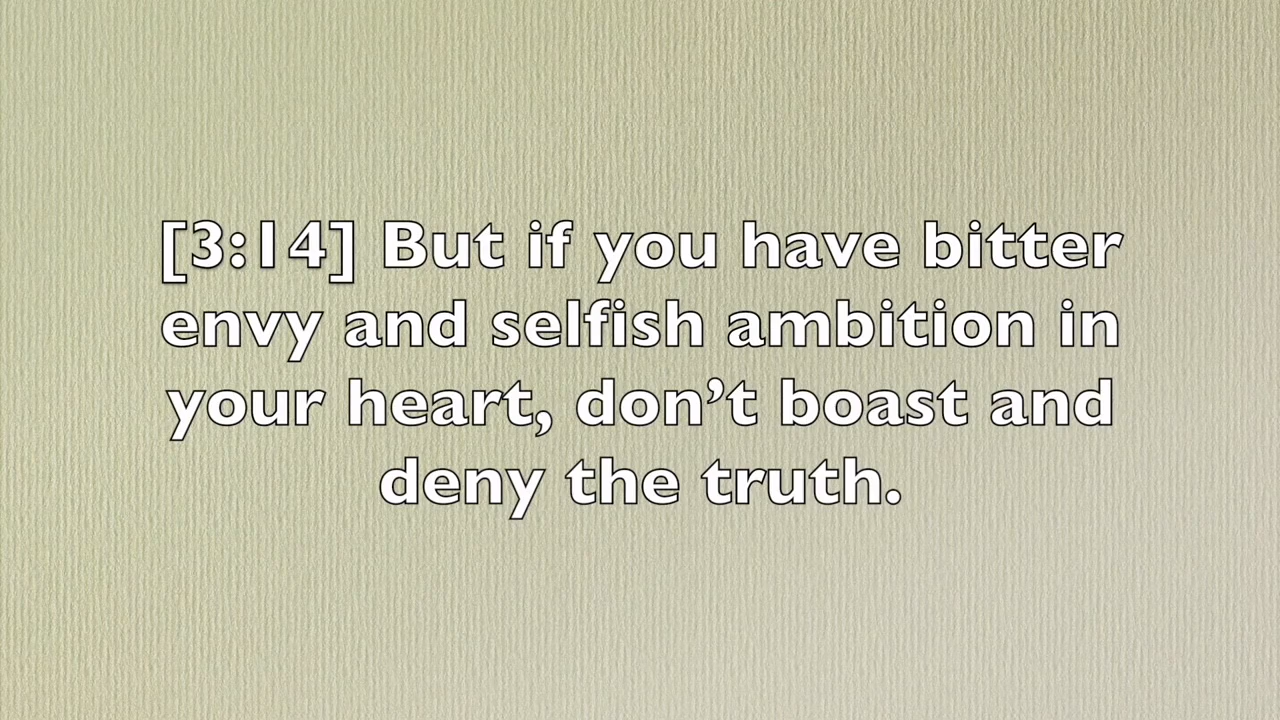 [3:14] But if you have bitter
envy and selfish ambition in
your heart, don’t boast and
deny the truth.